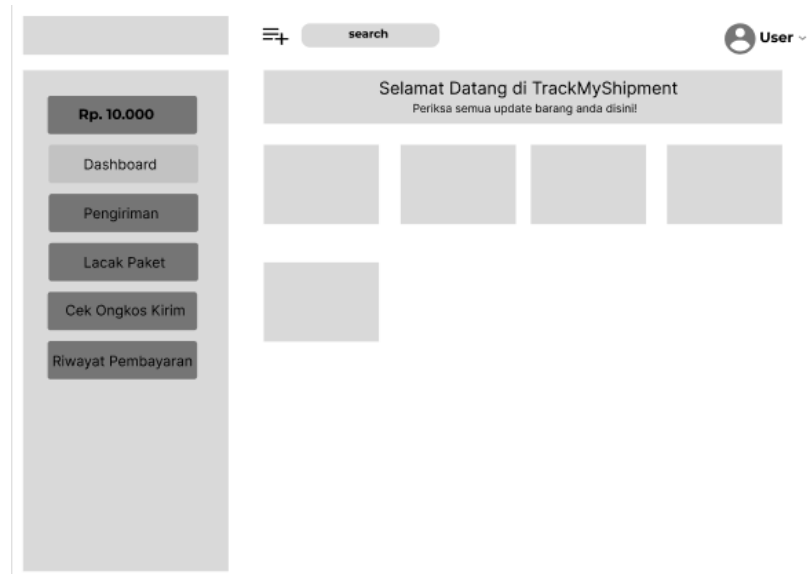 search
User
Rp. 10.000
Dashboard
Pengiriman
Lacak Paket
Cek Ongkos Kirim
Riwayat Pembayaran
Selamat Datang di TrackMyShipment
Periksa semua update barang anda disini!